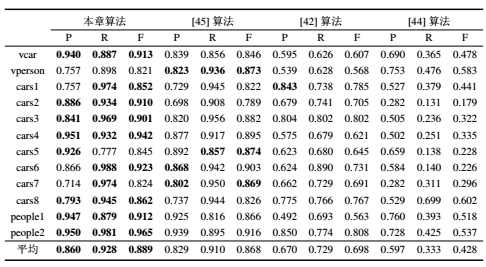 本章算法 [45] 算法 [42] 算法 [44] 算法
P R F P R F P R F P R F
vcar 0.940 0.887 0.913 0.839 0.856 0.846 0.595 0.626 0.607 0.690 0.365 0.478
vperson 0.757 0.898 0.821 0.823 0.936 0.873 0.539 0.628 0.568 0.753 0.476 0.583
cars1 0.757 0.974 0.852 0.729 0.945 0.822 0.843 0.738 0.785 0.527 0.379 0.441
cars2 0.886 0.934 0.910 0.698 0.908 0.789 0.679 0.741 0.705 0.282 0.131 0.179
cars3 0.841 0.969 0.901 0.820 0.956 0.882 0.804 0.802 0.802 0.505 0.236 0.322
cars4 0.951 0.932 0.942 0.877 0.917 0.895 0.575 0.679 0.621 0.502 0.251 0.335
cars5 0.926 0.777 0.845 0.892 0.857 0.874 0.623 0.680 0.645 0.659 0.138 0.228
cars6 0.866 0.988 0.923 0.868 0.942 0.903 0.624 0.890 0.731 0.584 0.140 0.226
cars7 0.714 0.974 0.824 0.802 0.950 0.869 0.662 0.729 0.691 0.282 0.311 0.296
cars8 0.793 0.945 0.862 0.737 0.944 0.826 0.775 0.766 0.767 0.529 0.699 0.602
people1 0.947 0.879 0.912 0.925 0.816 0.866 0.492 0.693 0.563 0.760 0.393 0.518
people2 0.950 0.981 0.965 0.939 0.895 0.916 0.850 0.774 0.808 0.728 0.425 0.537
平均 0.860 0.928 0.889 0.829 0.910 0.868 0.670 0.729 0.698 0.597 0.333 0.428